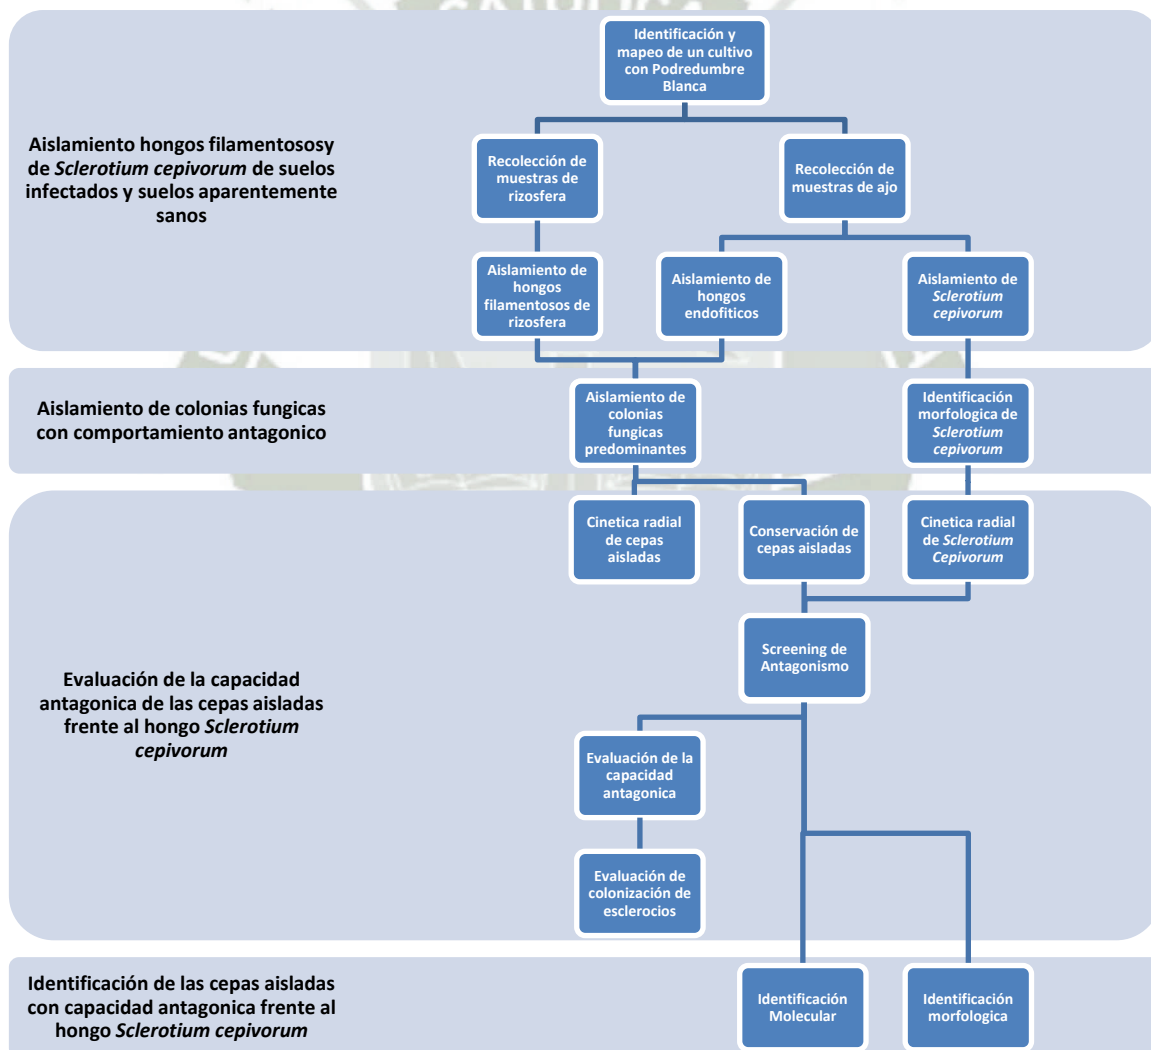 CATOLICA
Identificación y
mapeo de un cultivo
con Podredumbre
Blanca
Aislamiento hongos filamentososy
de Sclerotium cepivorum de suelos
infectados y suelos aparentemente
sanos
Recolección de
muestras de
rizosfera
Recolección de
muestras de ajo
Aislamiento de
hongos
filamentosos de
rizosfera
Aislamiento de
hongos
endofiticos
Aislamiento de
Sclerotium
cepivorum
Aislamiento de colonias fungicas
con comportamiento antagonico
Aislamiento de
colonias
fungicas
predominantes
Identificación
morfologica de
Sclerotium
cepivorum
Cinetica radial
de cepas
aisladas
Conservación de
cepas aisladas
Cinetica radial
de Sclerotium
Cepivorum
Screening de
Antagonismo
Evaluación de la capacidad
antagonica de las cepas aisladas
frente al hongo Sclerotium
cepivorum
Evaluación de la
capacidad
antagonica
Evaluación de
colonización de
esclerocios
Identificación de las cepas aisladas
con capacidad antagonica frente al
hongo Sclerotium cepivorum
Identificación
Molecular
Identificación
morfologica